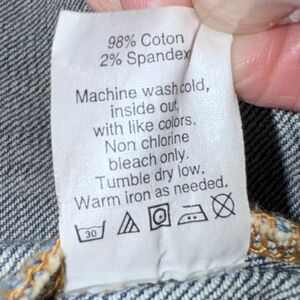 98% Coton
2% Spandex
Machine wash cold,
inside out,
with like colors.
Non chlorine
bleach only.
Tumble dry low.
Warm iron as needed.
30